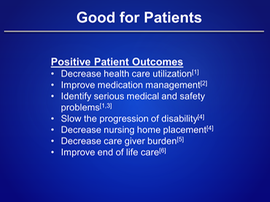 Good for Patients
Positive Patient Outcomes
• Decrease health care utilization[1]
• Improve medication management[2]
• Identify serious medical and safety
problems[1,3]
• Slow the progression of disability[4]
• Decrease nursing home placement[4]
• Decrease care giver burden[5]
• Improve end of life care[6]